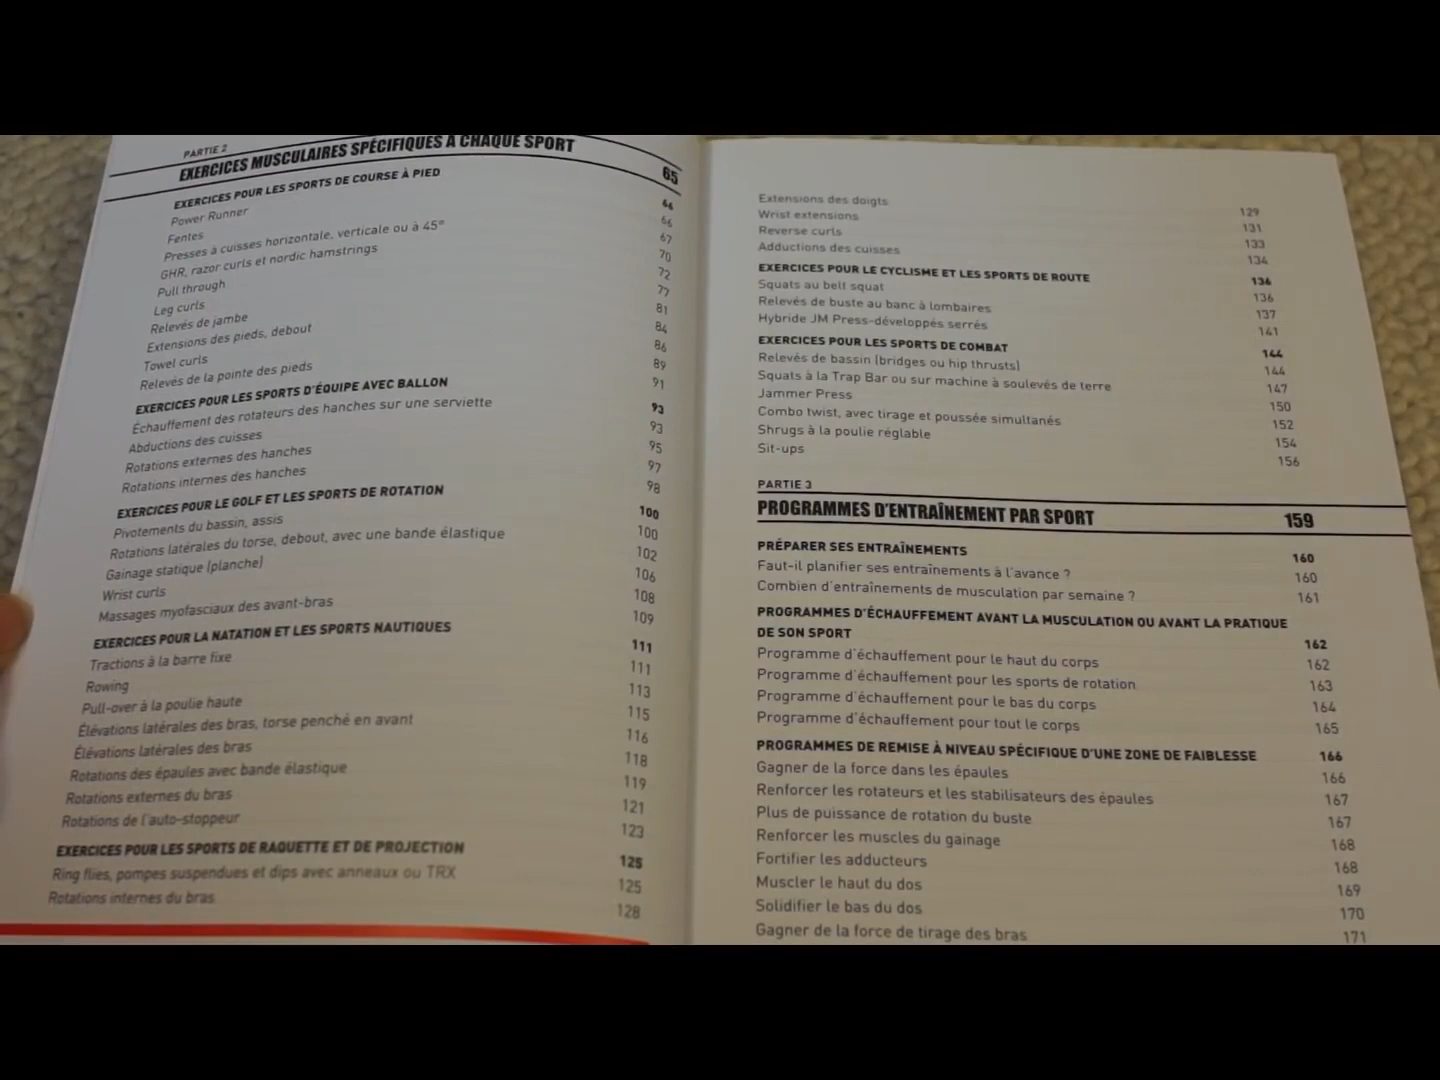 PARTIE 2
EXERCICES MUSCULAIRES SPÉCIFIQUES À CHAQUE SPORT 65
EXERCICES POUR LES SPORTS DE COURSE À PIED 66
Power Runner 66
Fentes 67
Presses à cuisses horizontale, verticale ou à 45° 70
GHR, razor curls et nordic hamstrings 72
Pull through 77
Leg curls 81
Relevés de jambe 84
Extensions des pieds, debout 86
Towel curls 89
Relevés de la pointe des pieds 91
EXERCICES POUR LES SPORTS D'ÉQUIPE AVEC BALLON 93
Échauffement des rotateurs des hanches sur une serviette 93
Abductions des cuisses 95
Rotations externes des hanches 97
Rotations internes des hanches 98
EXERCICES POUR LE GOLF ET LES SPORTS DE ROTATION 100
Pivotements du bassin, assis 100
Rotations latérales du torse, debout, avec une bande élastique 102
Gainage statique (planche) 106
Wrist curls 108
Massages myofasciaux des avant-bras 109
EXERCICES POUR LA NATATION ET LES SPORTS NAUTIQUES 111
Tractions à la barre fixe 111
Rowing 113
Pull-over à la poulie haute 115
Élévations latérales des bras, torse penché en avant 116
Élévations latérales des bras 118
Rotations des épaules avec bande élastique 119
Rotations externes du bras 121
Rotations de l'auto-stoppeur 123
EXERCICES POUR LES SPORTS DE RAQUETTE ET DE PROJECTION 125
Ring flies, pompes suspendues et dips avec anneaux ou TRX 125
Rotations internes du bras 128
Extensions des doigts 129
Wrist extensions 131
Reverse curls 133
Adductions des cuisses 134
EXERCICES POUR LE CYCLISME ET LES SPORTS DE ROUTE 136
Squats au belt squat 136
Relevés de buste au banc à lombaires 137
Hybride JM Press-développés serrés 141
EXERCICES POUR LES SPORTS DE COMBAT 144
Relevés de bassin (bridges ou hip thrusts) 144
Squats à la Trap Bar ou sur machine à soulevés de terre 147
Jammer Press 150
Combo twist, avec tirage et poussée simultanés 152
Shrugs à la poulie réglable 154
Sit-ups 156
PARTIE 3
PROGRAMMES D'ENTRAÎNEMENT PAR SPORT 159
PRÉPARER SES ENTRAÎNEMENTS 160
Faut-il planifier ses entraînements à l'avance ? 160
Combien d'entraînements de musculation par semaine ? 161
PROGRAMMES D'ÉCHAUFFEMENT AVANT LA MUSCULATION OU AVANT LA PRATIQUE
DE SON SPORT 162
Programme d'échauffement pour le haut du corps 162
Programme d'échauffement pour les sports de rotation 163
Programme d'échauffement pour le bas du corps 164
Programme d'échauffement pour tout le corps 165
PROGRAMMES DE REMISE À NIVEAU SPÉCIFIQUE D'UNE ZONE DE FAIBLESSE 166
Gagner de la force dans les épaules 166
Renforcer les rotateurs et les stabilisateurs des épaules 167
Plus de puissance de rotation du buste 167
Renforcer les muscles du gainage 168
Fortifier les adducteurs 168
Muscler le haut du dos 169
Solidifier le bas du dos 170
Gagner de la force de tirage des bras 171